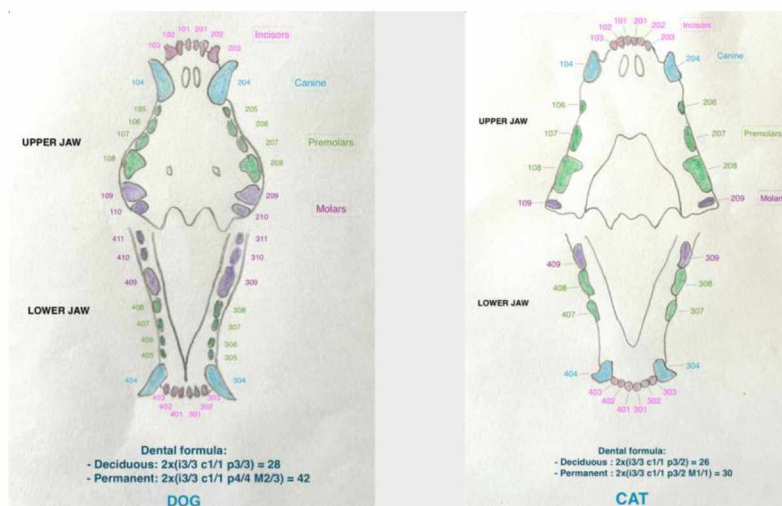 101 201
102 202
103 203
Incisors
104 204
Canine
105 205
106 206
107 207
Premolars
UPPER JAW
108 208
109 209
Molars
110 210
411 311
410 310
409 309
LOWER JAW
408 308
407 307
406 306
405 305
404 304
403 303
402 302
401 301
Dental formula:
- Deciduous: 2x(i3/3 c1/1 p3/3) = 28
- Permanent: 2x(i3/3 c1/1 p4/4 M2/3) = 42
DOG
101 201
102 202
103 203
Incisors
104 204
Canine
106 206
UPPER JAW
107 207
Premolars
108 208
109 209
Molars
409 309
408 308
LOWER JAW
407 307
404 304
403 303
402 302
401 301
Dental formula:
- Deciduous : 2x(i3/3 c1/1 p3/2) = 26
- Permanent : 2x(i3/3 c1/1 p3/2 M1/1) = 30
CAT